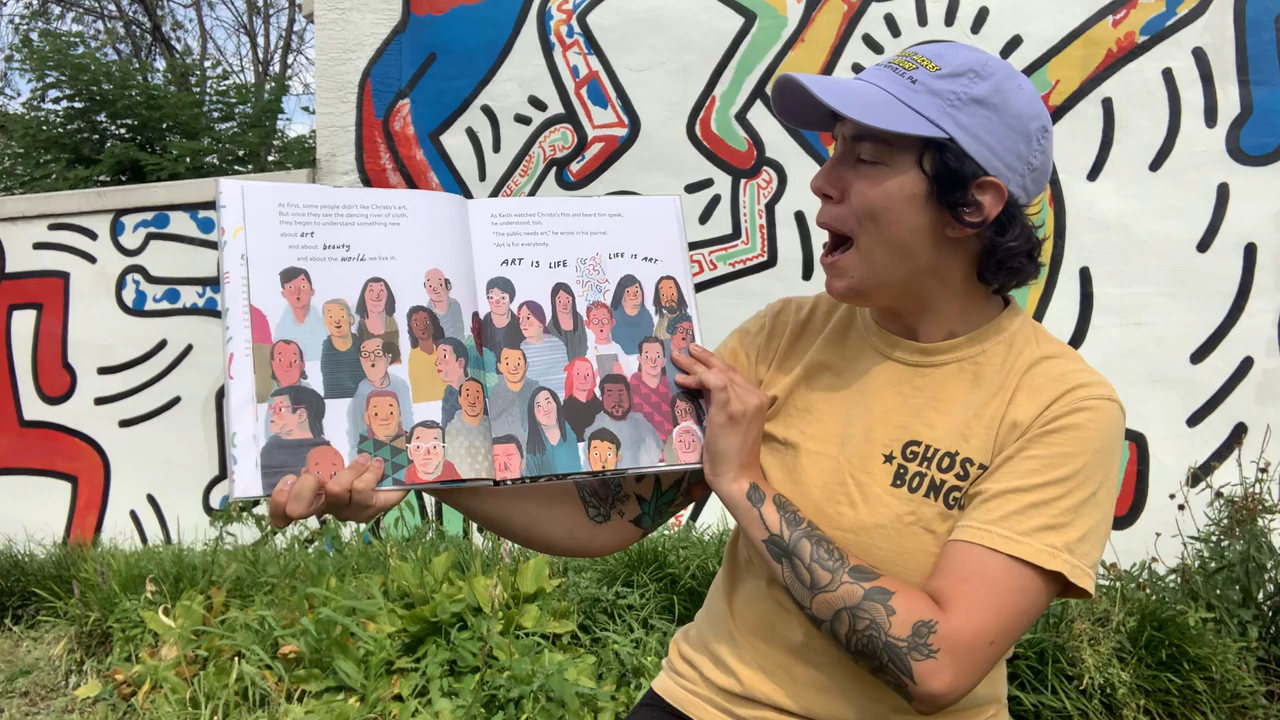 At first, some people didn't like Christo's art.
But once they saw the dancing river of cloth,
they began to understand something new
about art
and about beauty
and about the world we live in.
As Keith watched Christo's film and heard him speak,
he understood, too.
"The public needs art," he wrote in his journal.
"Art is for everybody.
ART IS LIFE. LIFE IS ART."
GHOST
BONGO